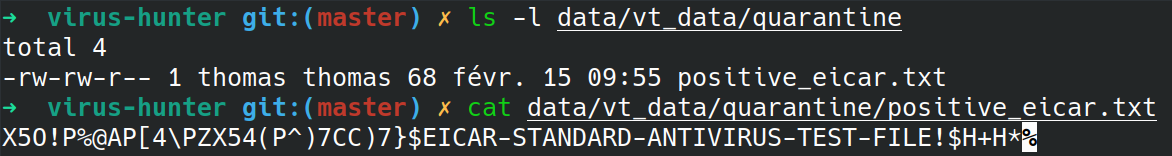 → virus-hunter git:(master) ✗ ls -l data/vt_data/quarantine
total 4
-rw-rw-r-- 1 thomas thomas 68 févr. 15 09:55 positive_eicar.txt
→ virus-hunter git:(master) ✗ cat data/vt_data/quarantine/positive_eicar.txt
X5O!P%@AP[4\PZX54(P^)7CC)7}$EICAR-STANDARD-ANTIVIRUS-TEST-FILE!$H+H*%